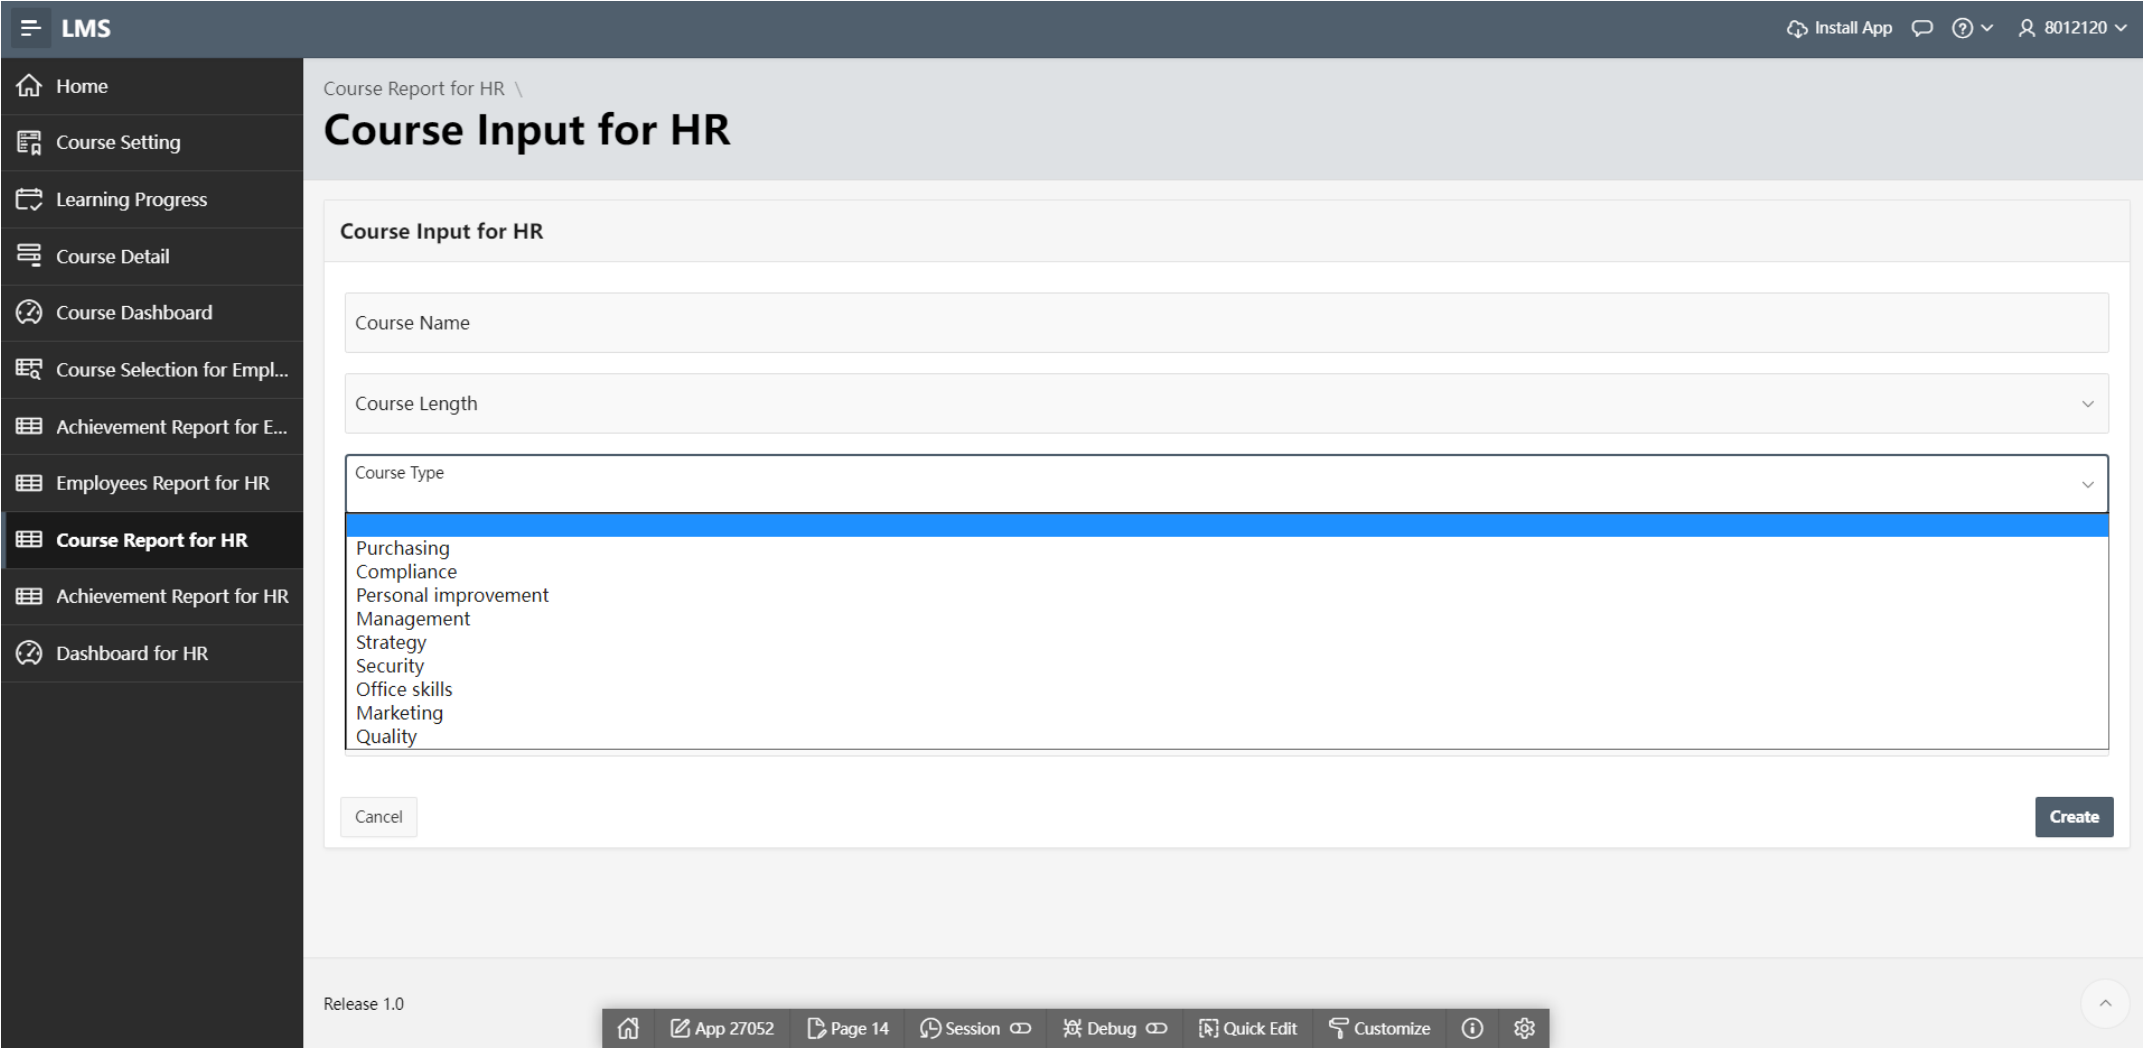 LMS
Install App
8012120
Home
Course Setting
Learning Progress
Course Detail
Course Dashboard
Course Selection for Empl...
Achievement Report for E...
Employees Report for HR
Course Report for HR
Achievement Report for HR
Dashboard for HR
Course Report for HR \
Course Input for HR
Course Input for HR
Course Name
Course Length
Course Type
Purchasing
Compliance
Personal improvement
Management
Strategy
Security
Office skills
Marketing
Quality
Cancel
Create
Release 1.0
App 27052
Page 14
Session
Debug
Quick Edit
Customize